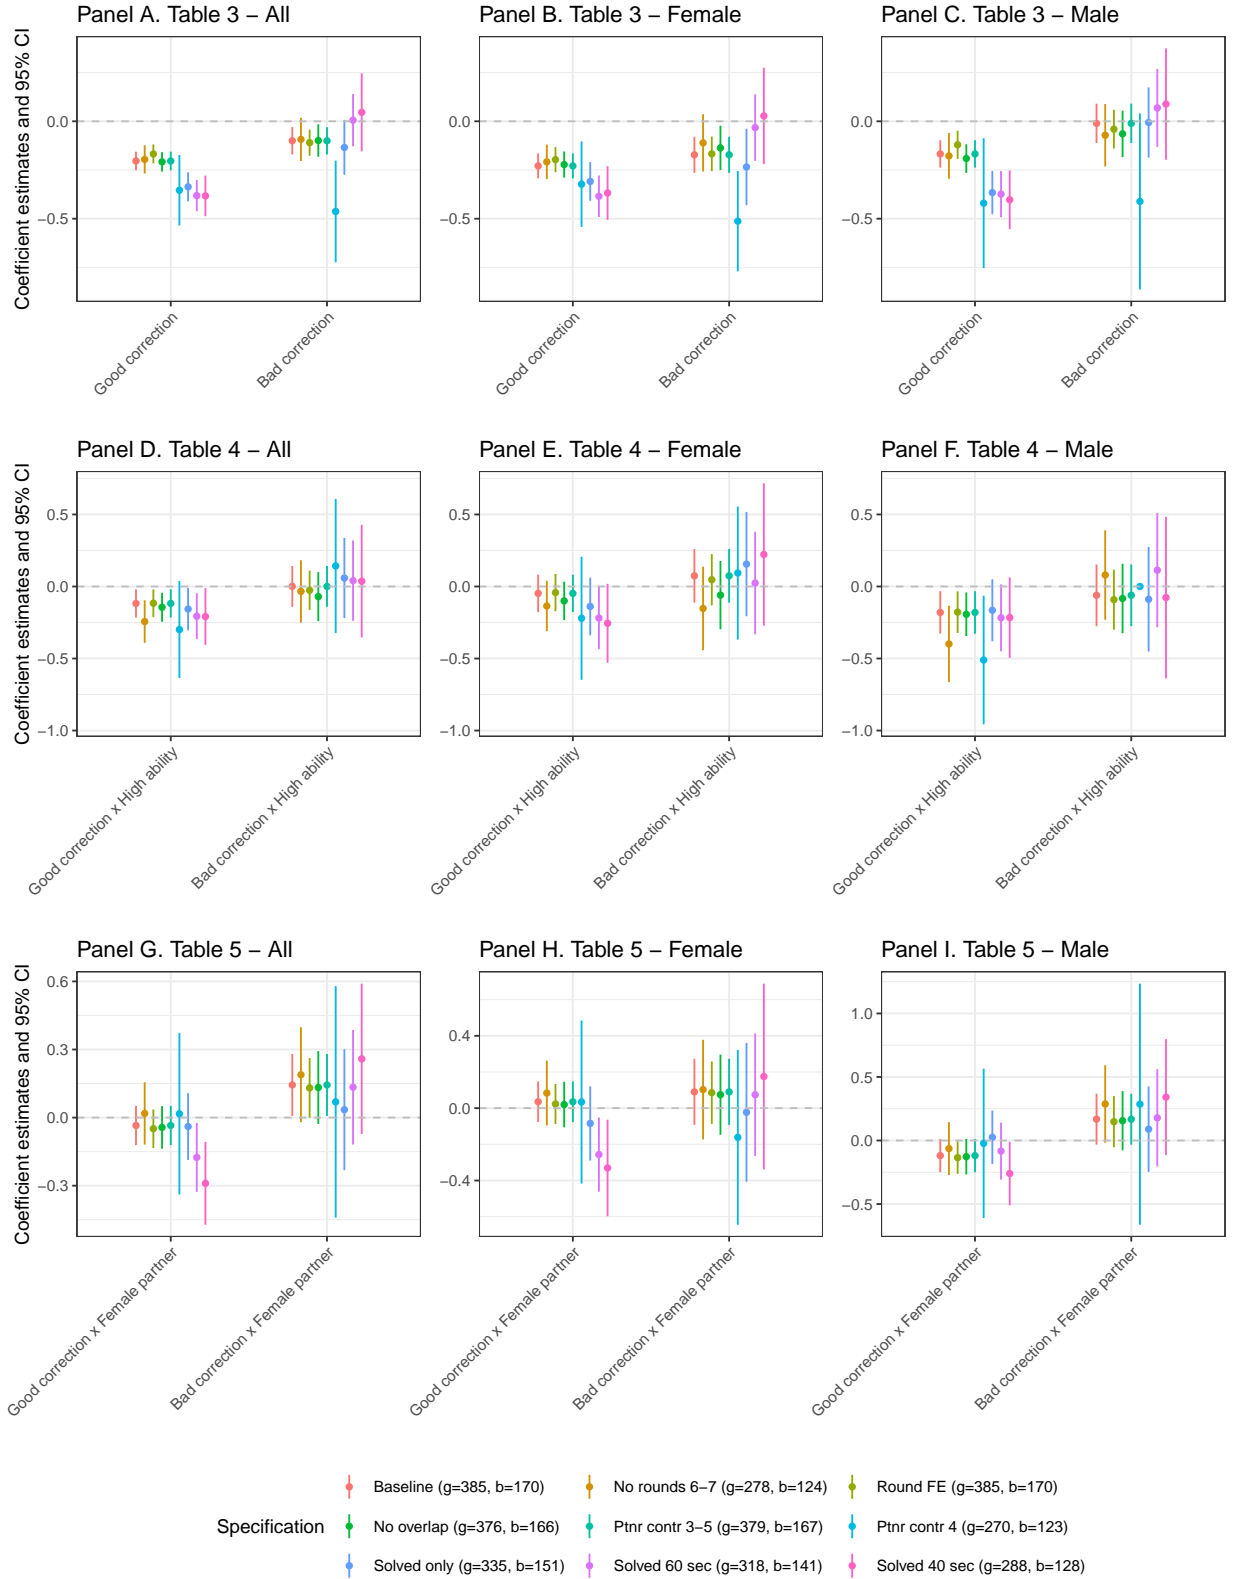 Panel A. Table 3 – All
Panel B. Table 3 – Female
Panel C. Table 3 – Male
Coefficient estimates and 95% CI
0.0
−0.5
0.0
−0.5
0.0
−0.5
Good correction
Bad correction
Good correction
Bad correction
Good correction
Bad correction
Panel D. Table 4 – All
Panel E. Table 4 – Female
Panel F. Table 4 – Male
Coefficient estimates and 95% CI
0.5
0.0
−0.5
−1.0
0.5
0.0
−0.5
−1.0
0.5
0.0
−0.5
−1.0
Good correction x High ability
Bad correction x High ability
Good correction x High ability
Bad correction x High ability
Good correction x High ability
Bad correction x High ability
Panel G. Table 5 – All
Panel H. Table 5 – Female
Panel I. Table 5 – Male
Coefficient estimates and 95% CI
0.6
0.3
0.0
−0.3
0.4
0.0
−0.4
1.0
0.5
0.0
−0.5
Good correction x Female partner
Bad correction x Female partner
Good correction x Female partner
Bad correction x Female partner
Good correction x Female partner
Bad correction x Female partner
Specification
Baseline (g=385, b=170)
No rounds 6−7 (g=278, b=124)
Round FE (g=385, b=170)
No overlap (g=376, b=166)
Ptnr contr 3−5 (g=379, b=167)
Ptnr contr 4 (g=270, b=123)
Solved only (g=335, b=151)
Solved 60 sec (g=318, b=141)
Solved 40 sec (g=288, b=128)